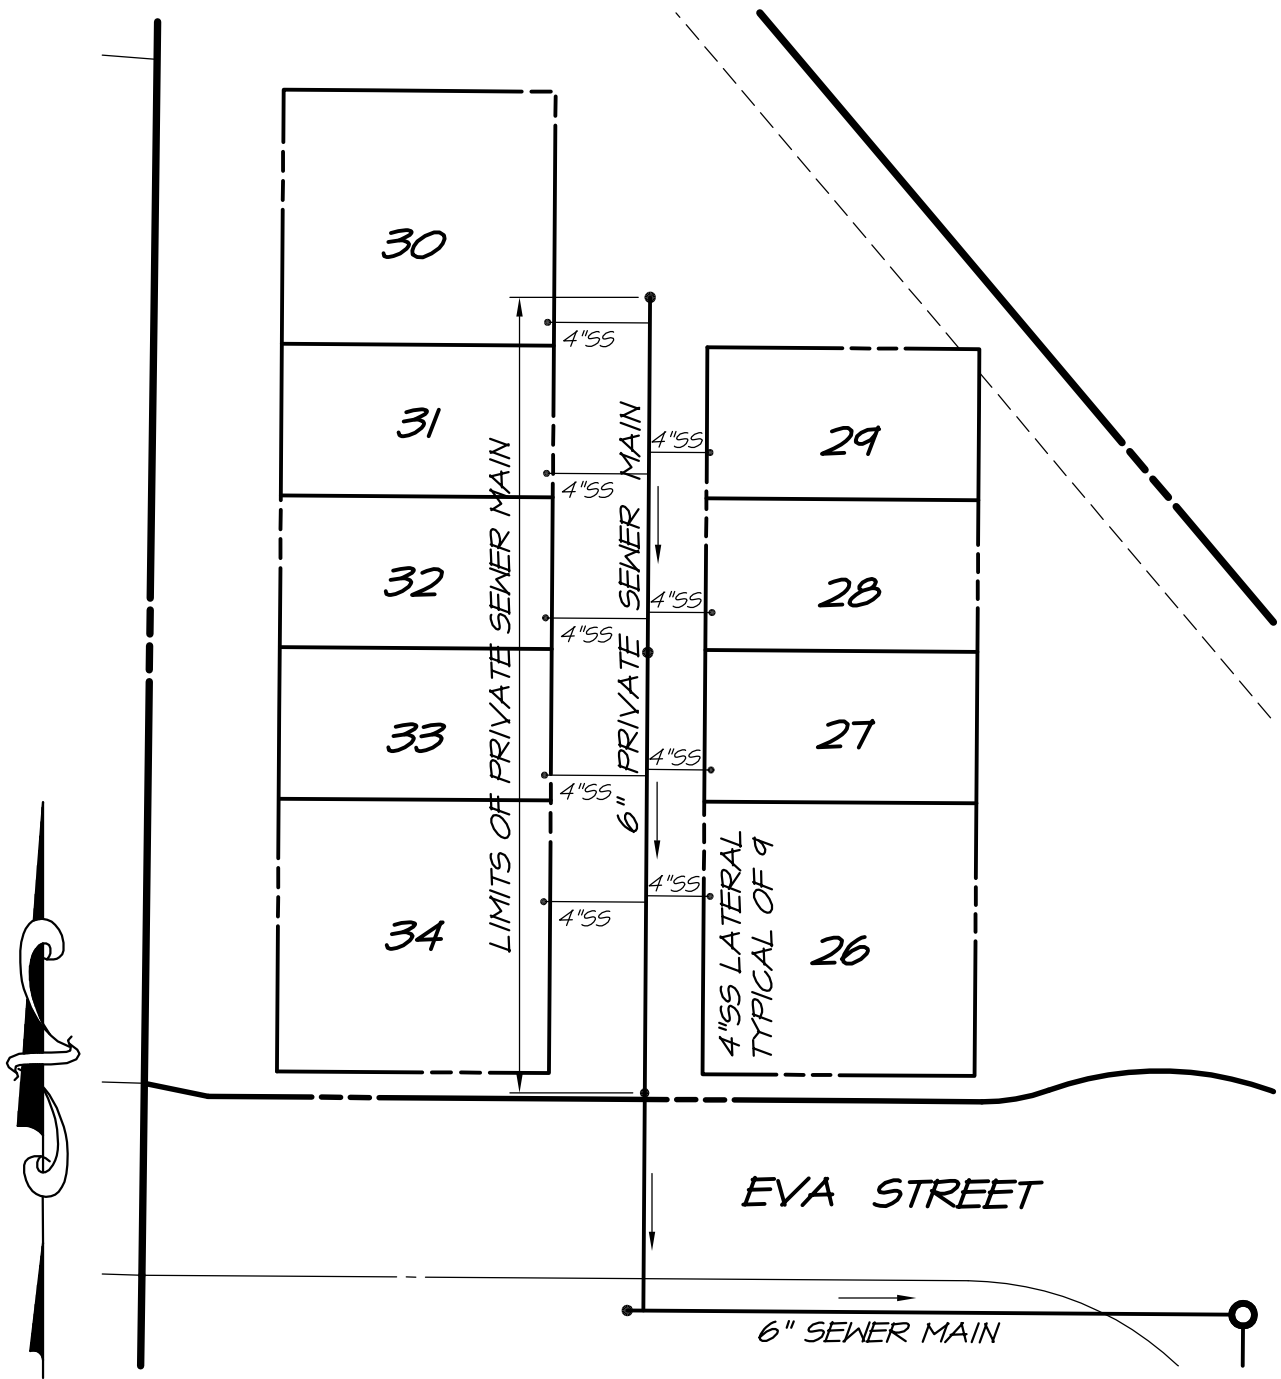 30
4"SS
31
4"SS
32
4"SS
33
4"SS
34
4"SS
LIMITS OF PRIVATE SEWER MAIN
6" PRIVATE SEWER MAIN
4"SS
29
4"SS
28
4"SS
27
4"SS
26
4"SS LATERAL
TYPICAL OF 9
EVA STREET
6" SEWER MAIN